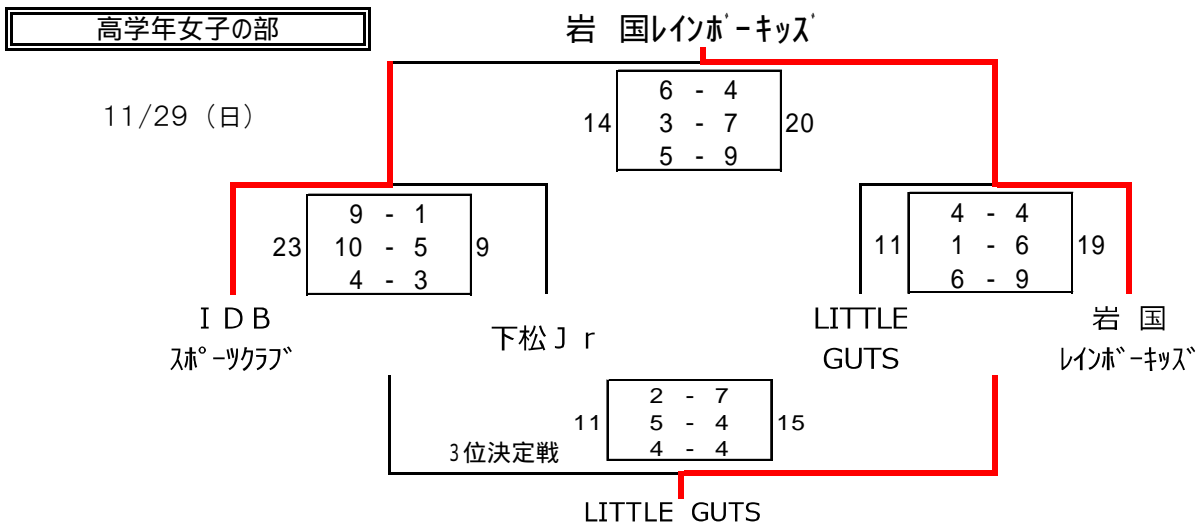 高学年女子の部
岩 国レインボーキッズ
11/29（日）
6 - 4
14 3 - 7 20
5 - 9
9 - 1
23 10 - 5 9
4 - 3
4 - 4
11 1 - 6 19
6 - 9
ＩＤＢ
スポーツクラブ
下松Ｊｒ
LITTLE
GUTS
岩 国
レインボーキッズ
2 - 7
11 5 - 4 15
4 - 4
3位決定戦
LITTLE GUTS